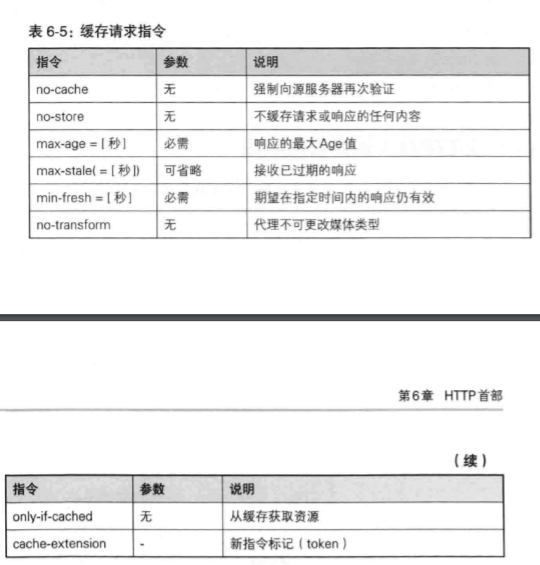 表 6-5：缓存请求指令
指令 参数 说明
no-cache 无 强制向源服务器再次验证
no-store 无 不缓存请求或响应的任何内容
max-age = [ 秒] 必需 响应的最大Age值
max-stale( = [ 秒]) 可省略 接收已过期的响应
min-fresh = [ 秒] 必需 期望在指定时间内的响应仍有效
no-transform 无 代理不可更改媒体类型
第6章 HTTP首部
（续）
指令 参数 说明
only-if-cached 无 从缓存获取资源
cache-extension - 新指令标记（token）